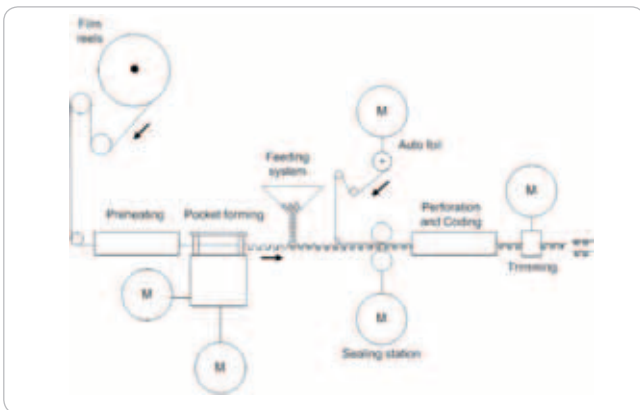 Film
reels
M
Auto foil
Feeding
system
M
Preheating
Pocket forming
Perforation
and Coding
Trimming
M
M
Sealing station
M